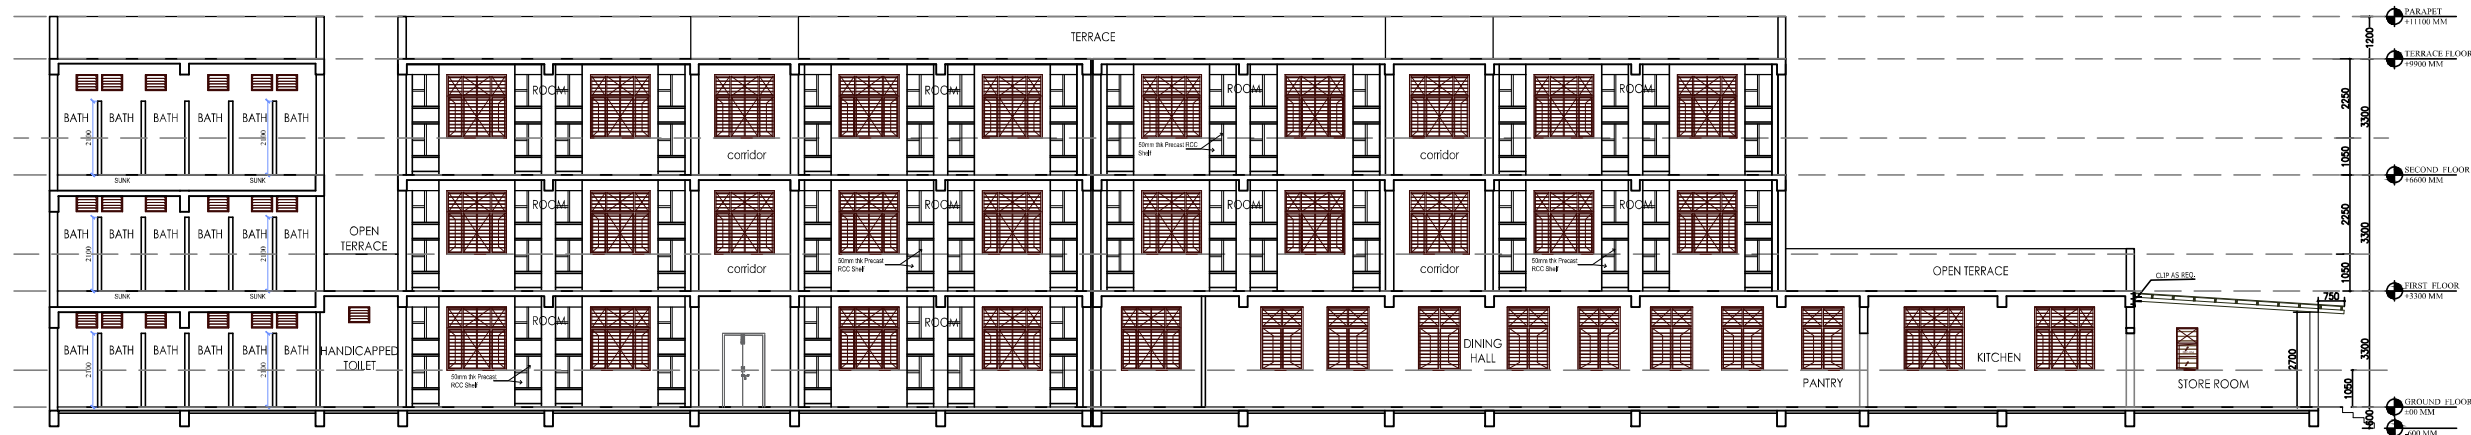 PARAPET
+11100 MM
1200
TERRACE
TERRACE FLOOR
+9900 MM
ROOM ROOM ROOM ROOM
2250
3300
BATH BATH BATH BATH BATH BATH
2100 2100
50mm thk Precast RCC
Shelf
corridor corridor
1050
SUNK SUNK
SECOND FLOOR
+6600 MM
ROOM ROOM ROOM ROOM
2250
3300
BATH BATH BATH BATH BATH BATH
2100 2100
OPEN
TERRACE
50mm thk Precast
RCC Shelf
50mm thk Precast
RCC Shelf
corridor corridor
OPEN TERRACE
CLIP AS REQ.
1050
SUNK SUNK
750
FIRST FLOOR
+3300 MM
ROOM ROOM
BATH BATH BATH BATH BATH BATH
2100 2100
HANDICAPPED
TOILET
50mm thk Precast
RCC Shelf
DINING
HALL
PANTRY
KITCHEN
STORE ROOM
2700
3300
1050
GROUND FLOOR
±00 MM
600
-600 MM